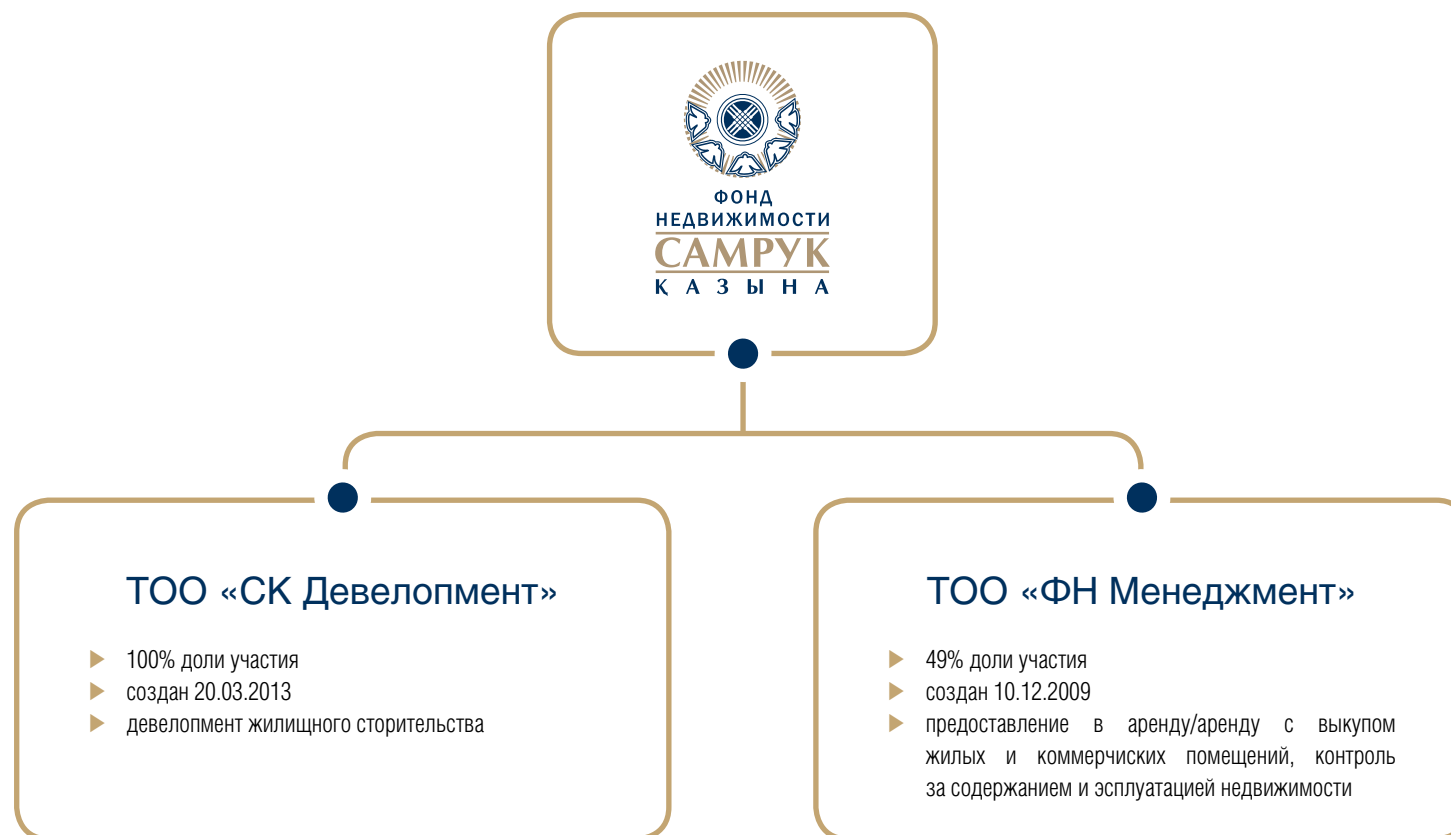 ФОНД
НЕДВИЖИМОСТИ
САМРУК
ҚАЗЫНА
ТОО «СК Девелопмент»
100% доли участия
создан 20.03.2013
девелопмент жилищного сторительства
ТОО «ФН Менеджмент»
49% доли участия
создан 10.12.2009
предоставление в аренду/аренду с выкупом
жилых и коммерчиских помещений, контроль
за содержанием и эсплуатацией недвижимости